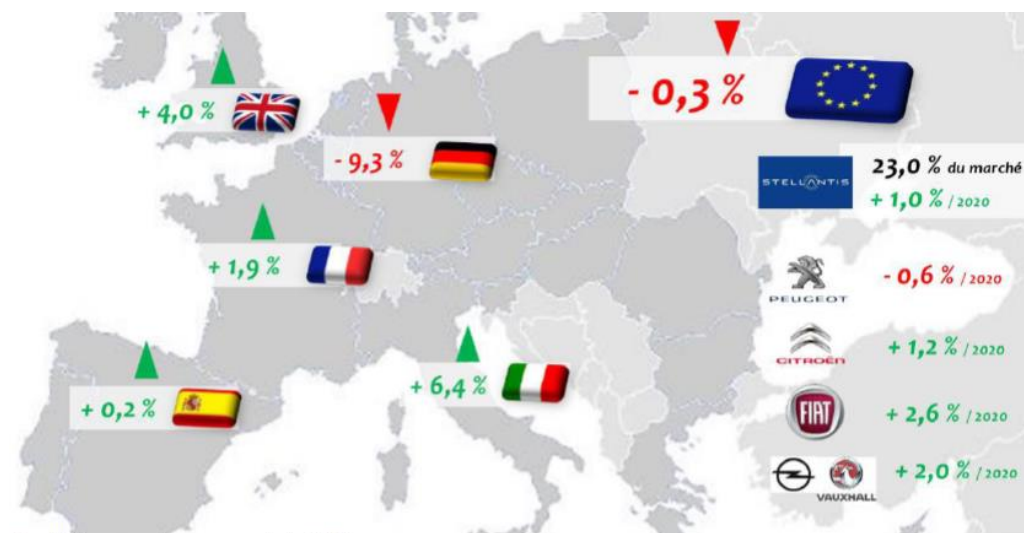 + 4,0 %
- 9,3 %
+ 1,9 %
+ 0,2 %
+ 6,4 %
- 0,3 %
STELLANTIS
23,0 % du marché
+ 1,0 % / 2020
PEUGEOT
- 0,6 % / 2020
CITROËN
+ 1,2 % / 2020
FIAT
+ 2,6 % / 2020
VAUXHALL
+ 2,0 % / 2020